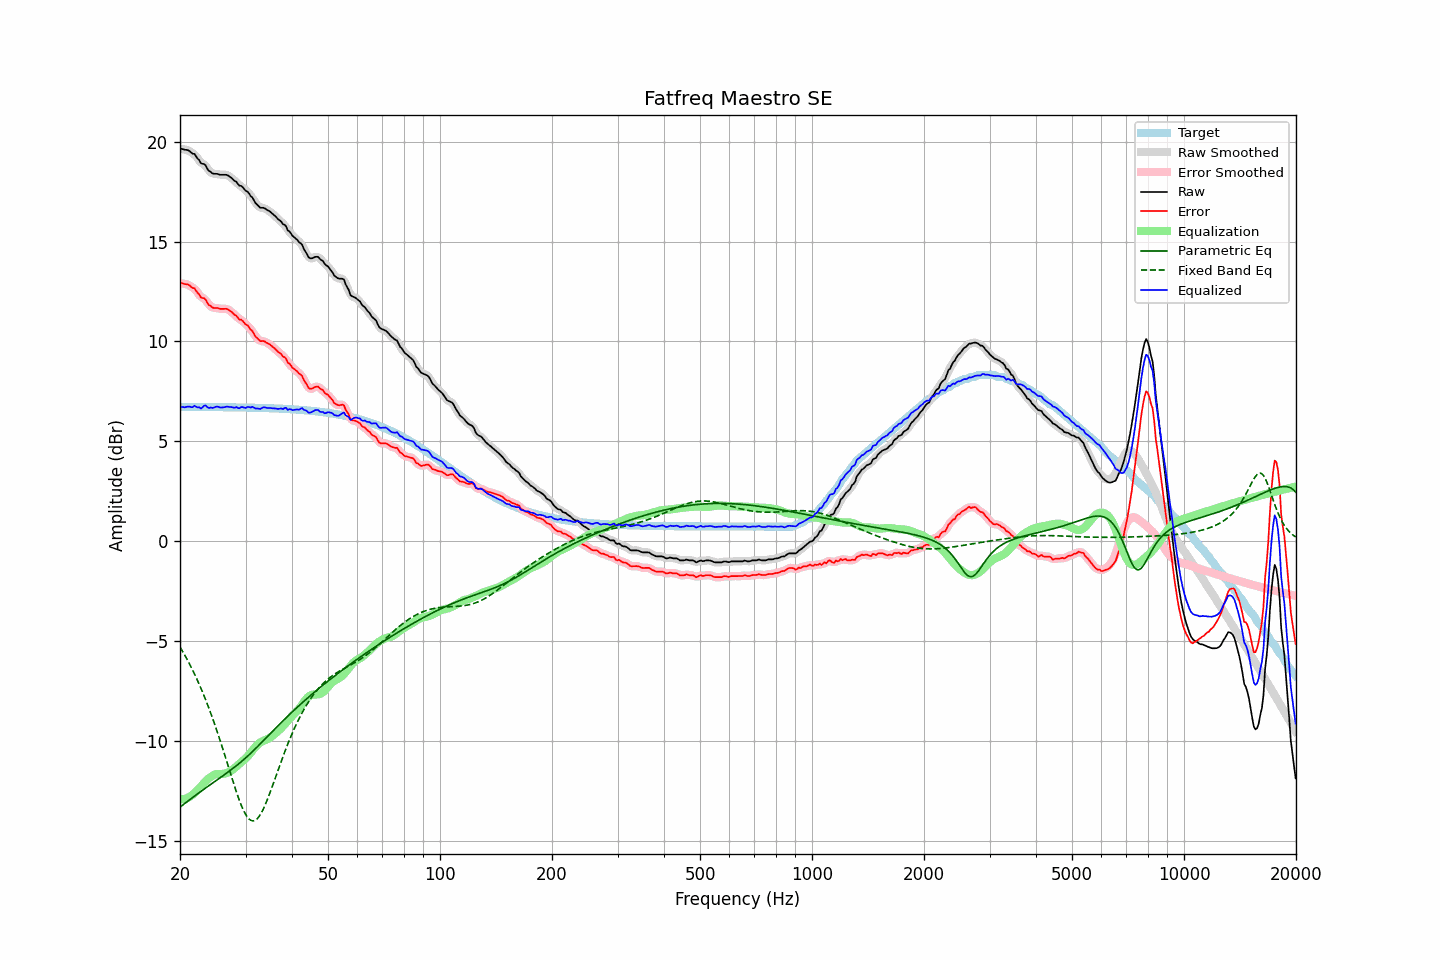 Fatfreq Maestro SE
Target
Raw Smoothed
Error Smoothed
Raw
Error
Equalization
Parametric Eq
Fixed Band Eq
Equalized
Amplitude (dBr)
20
15
10
5
0
−5
−10
−15
20
50
100
200
500
1000
2000
5000
10000
20000
Frequency (Hz)